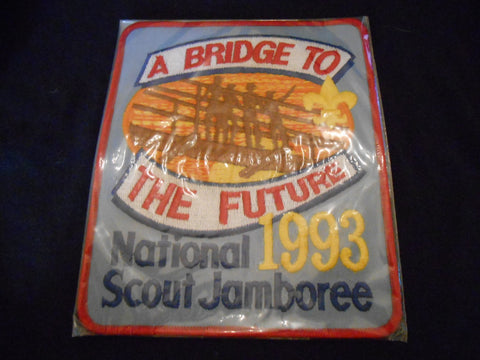 A BRIDGE TO
THE FUTURE
National 1993
Scout Jamboree